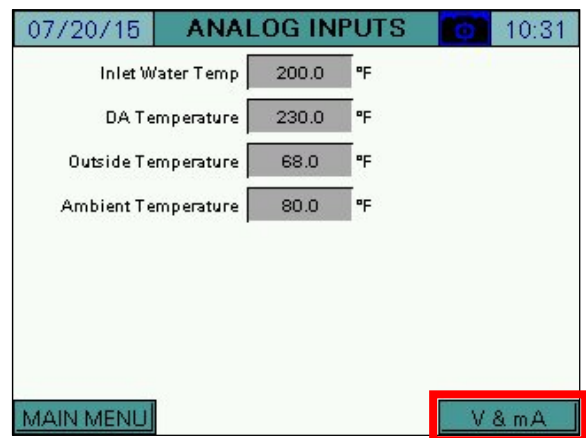 07/20/15 ANALOG INPUTS 10:31
Inlet Water Temp 200.0 °F
DA Temperature 230.0 °F
Outside Temperature 68.0 °F
Ambient Temperature 80.0 °F
MAIN MENU V & mA